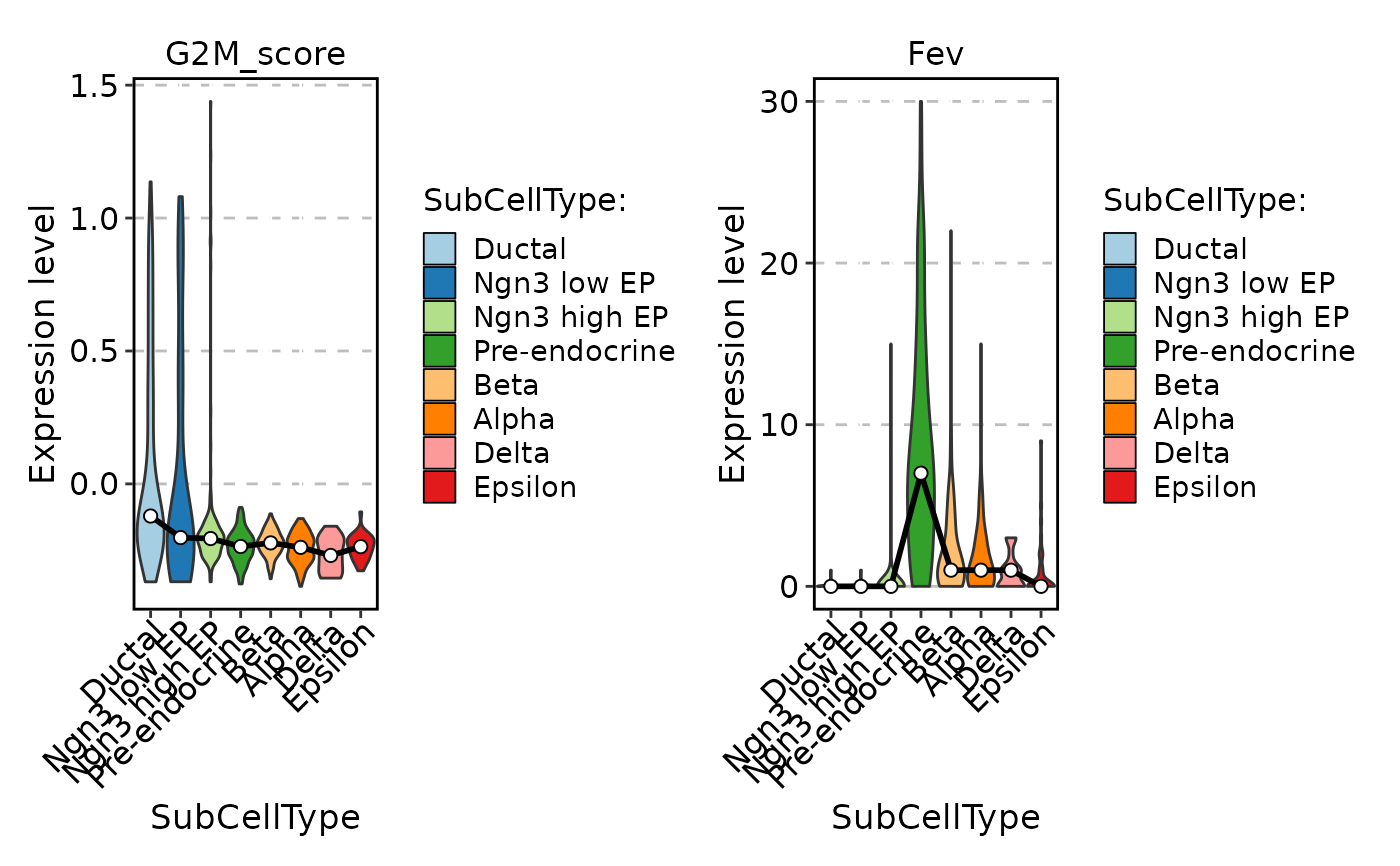 G2M_score
1.5
1.0
0.5
0.0
Expression level
Ductal
Ngn3 low EP
Ngn3 high EP
Pre-endocrine
Beta
Alpha
Delta
Epsilon
SubCellType
SubCellType:
Ductal
Ngn3 low EP
Ngn3 high EP
Pre-endocrine
Beta
Alpha
Delta
Epsilon
Fev
30
20
10
0
Expression level
Ductal
Ngn3 low EP
Ngn3 high EP
Pre-endocrine
Beta
Alpha
Delta
Epsilon
SubCellType
SubCellType:
Ductal
Ngn3 low EP
Ngn3 high EP
Pre-endocrine
Beta
Alpha
Delta
Epsilon